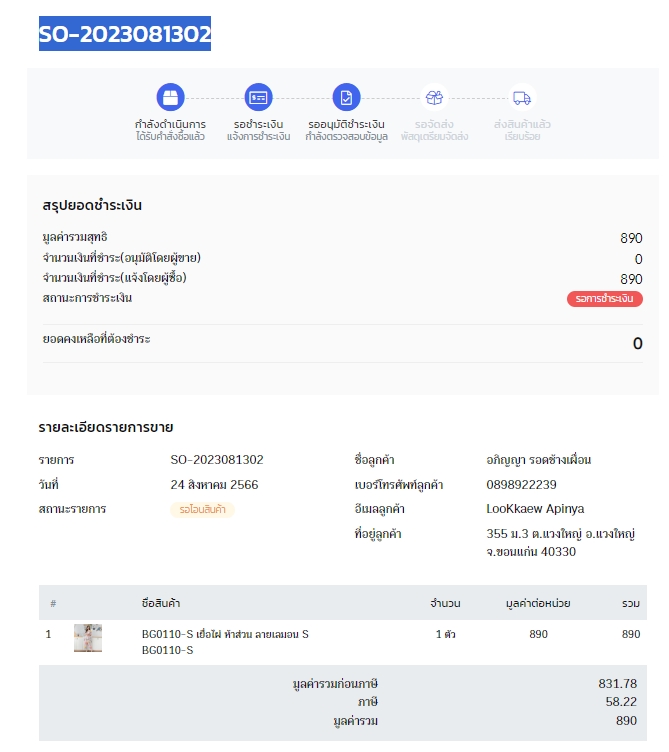 SO-2023081302
กำลังดำเนินการ รอชำระเงิน รออนุมัติชำระเงิน รอจัดส่ง ส่งสินค้าแล้ว
ได้รับคำสั่งซื้อแล้ว แจ้งการชำระเงิน กำลังตรวจสอบข้อมูล พัสดุเตรียมจัดส่ง เรียบร้อย
สรุปยอดชำระเงิน
มูลค่ารวมสุทธิ 890
จำนวนเงินที่ชำระ(อนุมัติโดยผู้ขาย) 0
จำนวนเงินที่ชำระ(แจ้งโดยผู้ซื้อ) 890
สถานะการชำระเงิน รอการชำระเงิน
ยอดคงเหลือที่ต้องชำระ 0
รายละเอียดรายการขาย
รายการ SO-2023081302 ชื่อลูกค้า อภิญญา รอดช้างเผื่อน
วันที่ 24 สิงหาคม 2566 เบอร์โทรศัพท์ลูกค้า 0898922239
สถานะรายการ รอโอนสินค้า อีเมลลูกค้า LooKkaew Apinya
ที่อยู่ลูกค้า 355 ม.3 ต.แวงใหญ่ อ.แวงใหญ่
จ.ขอนแก่น 40330
# ชื่อสินค้า จำนวน มูลค่าต่อหน่วย รวม
1 BG0110-S เยื่อไผ่ ห้าส่วน ลายเลมอน S 1 ตัว 890 890
BG0110-S
มูลค่ารวมก่อนภาษี 831.78
ภาษี 58.22
มูลค่ารวม 890